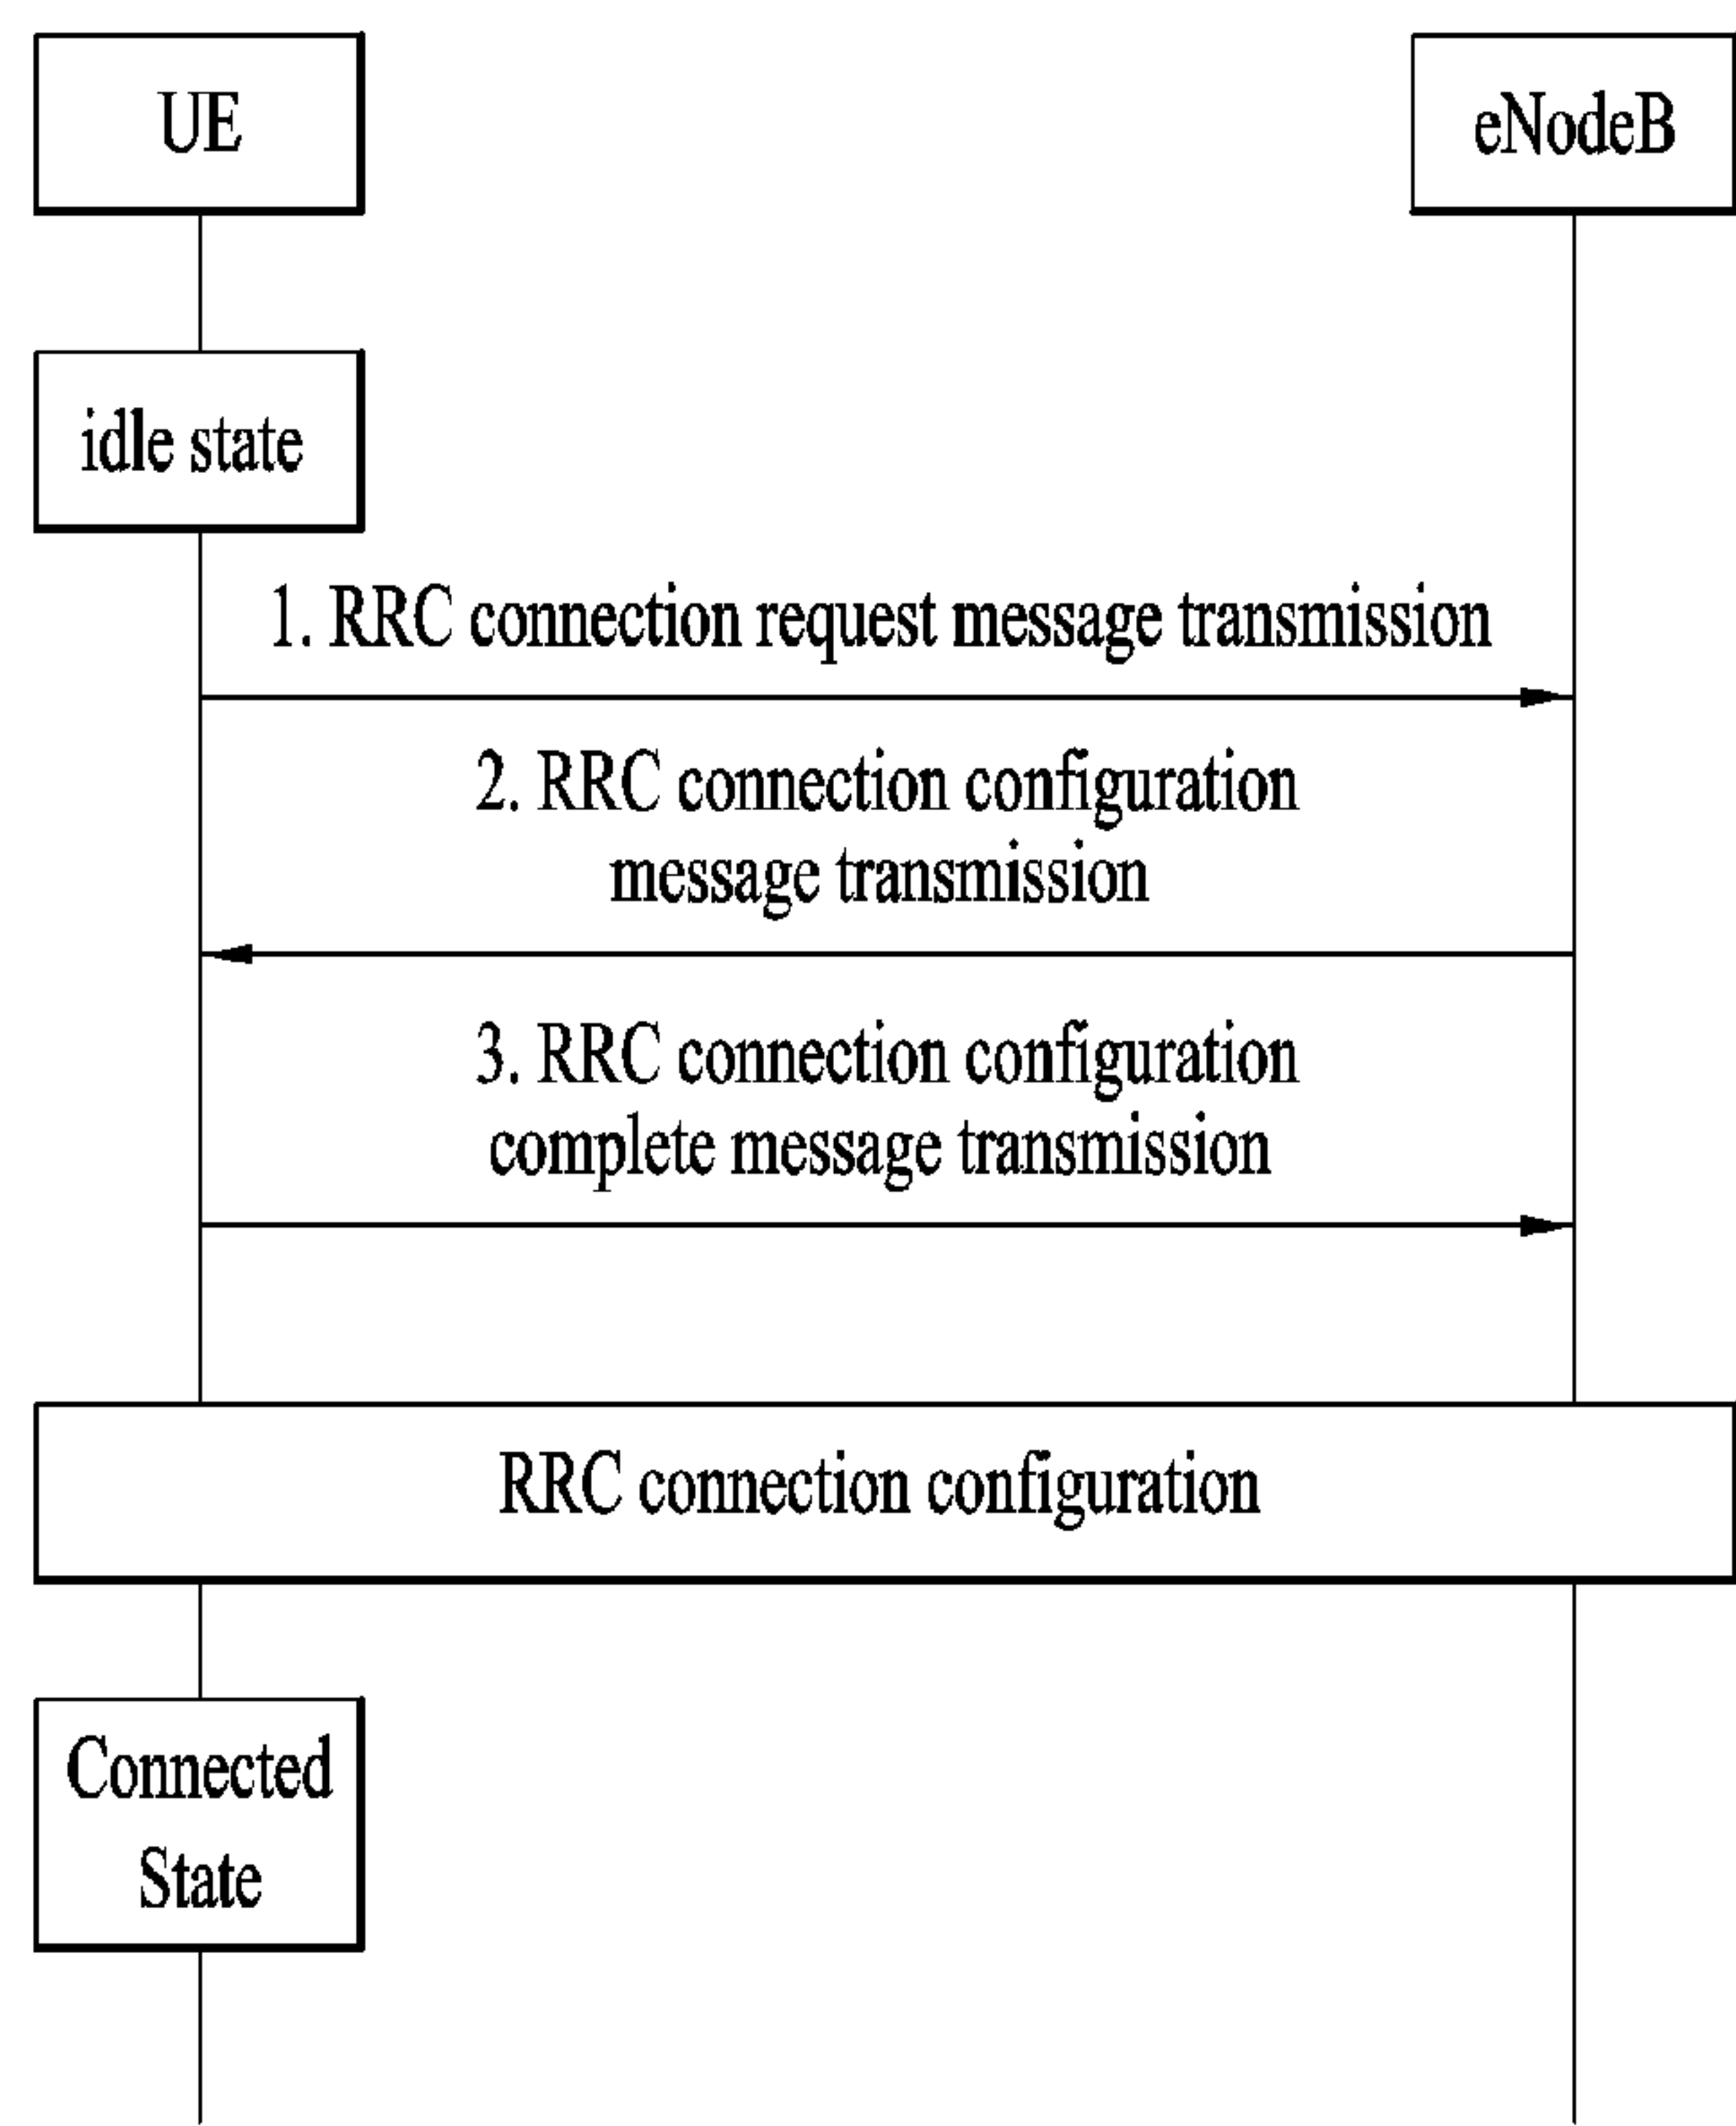 UE
eNodeB
idle state
1. RRC connection request message transmission
2. RRC connection configuration
message transmission
3. RRC connection configuration
complete message transmission
RRC connection configuration
Connected
State